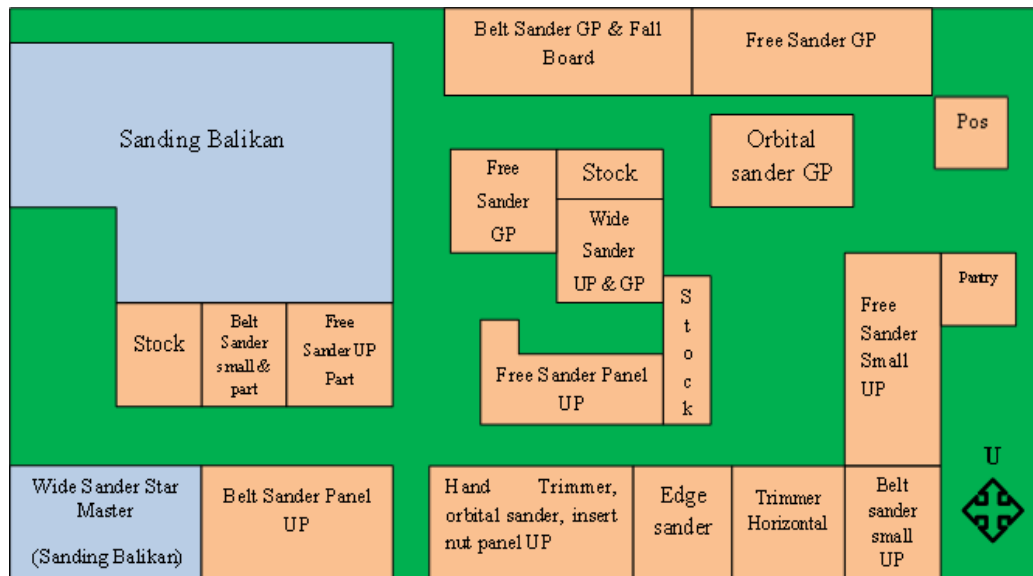 Belt Sander GP & Fall
Board
Free Sander GP
Sanding Balikan
Pos
Orbital
sander GP
Free
Sander
GP
Stock
Wide
Sander
UP & GP
Pantry
Stock
Free
Sander
Small
UP
Stock
Belt
Sander
small &
part
Free
Sander UP
Part
Free Sander Panel
UP
U
Wide Sander Star
Master
(Sanding Balikan)
Belt Sander Panel
UP
Hand Trimmer,
orbital sander, insert
nut panel UP
Edge
sander
Trimmer
Horizontal
Belt
sander
small
UP